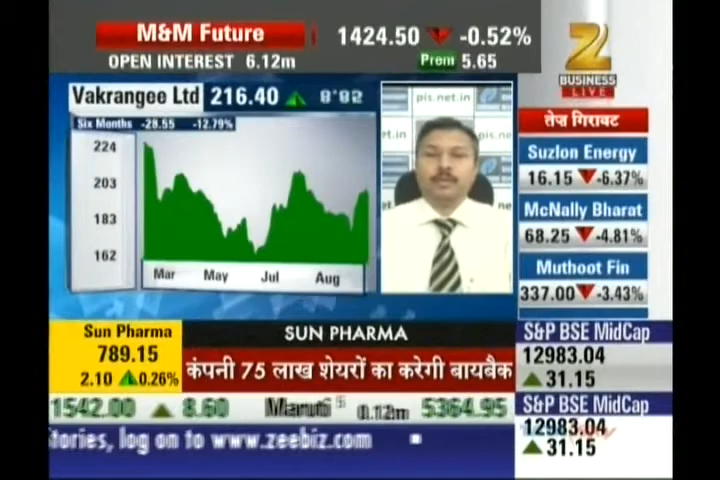 M&M Future
1424.50 -0.52%
OPEN INTEREST 6.12m
Prem 5.65
Z
BUSINESS
LIVE
Vakrangee Ltd 216.40
Six Months -28.55 -12.79%
224
203
183
162
Mar May Jul Aug
pis.net.in
तेज़ गिरावट
Suzlon Energy
16.15 -6.37%
McNally Bharat
68.25 -4.81%
Muthoot Fin
337.00 -3.43%
Sun Pharma
789.15
2.10 0.26%
SUN PHARMA
कंपनी 75 लाख शेयरों का करेगी बायबैक
S&P BSE MidCap
12983.04
31.15
1542.00 8.60 Maruti 0.12m 5364.95
S&P BSE MidCap
12983.04
31.15
tories, log on to www.zeebiz.com